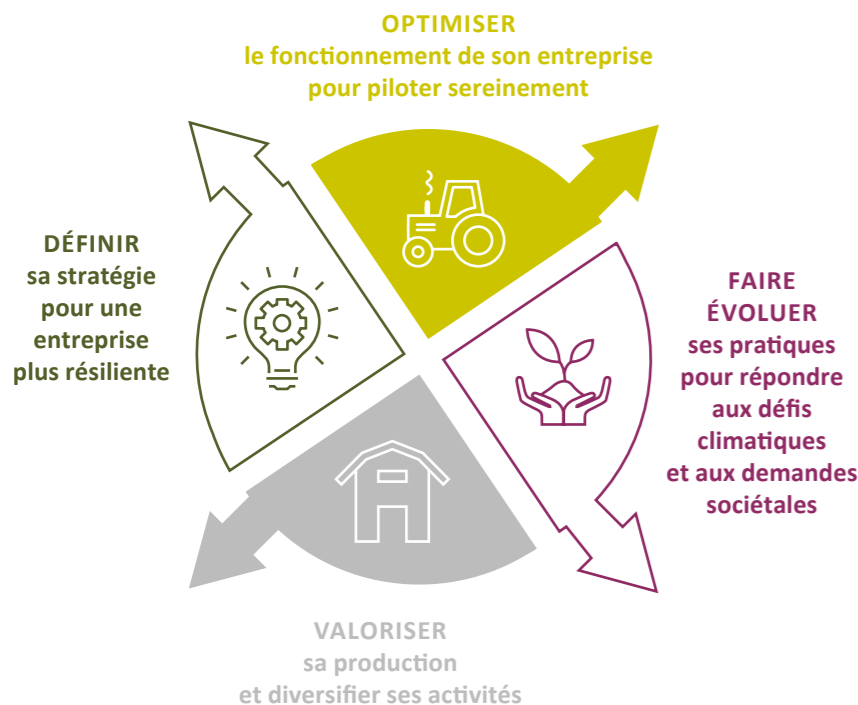 OPTIMISER
le fonctionnement de son entreprise
pour piloter sereinement
DÉFINIR
sa stratégie
pour une
entreprise
plus résiliente
FAIRE
ÉVOLUER
ses pratiques
pour répondre
aux défis
climatiques
et aux demandes
sociétales
VALORISER
sa production
et diversifier ses activités